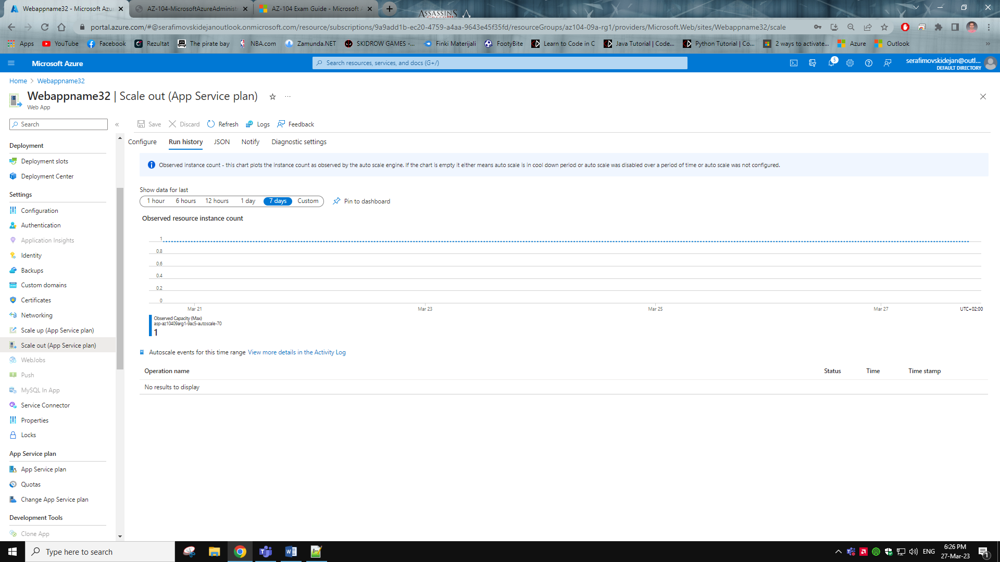 Webappname32 - Microsoft Azu
AZ-104-MicrosoftAzureAdminist
AZ-104 Exam Guide - Microsoft A
ASSASSINS
portal.azure.com/#@serafimovskidejanoutlook.onmicrosoft.com/resource/subscriptions/9a9add1b-ec20-4759-a4aa-9643e45f35fd/resourceGroups/az104-09a-rg1/providers/Microsoft.Web/sites/Webappname32/scale
Apps
YouTube
Facebook
Rezultat
The pirate bay
NBA.com
Zamunda.NET
SKIDROW GAMES -...
Finki Materijali
FootyBite
Learn to Code in C
Java Tutorial | Code...
Python Tutorial | Co...
2 ways to activate...
Azure
Outlook
»
Microsoft Azure
Search resources, services, and docs (G+/)
5
serafimovskidejan@outl...
DEFAULT DIRECTORY
Home > Webappname32
Webappname32 | Scale out (App Service plan)
Web App
Search
«
Save
Discard
Refresh
Logs
Feedback
Configure
Run history
JSON
Notify
Diagnostic settings
Deployment
Deployment slots
Deployment Center
Settings
Configuration
Authentication
Application Insights
Identity
Backups
Custom domains
Certificates
Networking
Scale up (App Service plan)
Scale out (App Service plan)
WebJobs
Push
MySQL In App
Service Connector
Properties
Locks
App Service plan
App Service plan
Quotas
Change App Service plan
Development Tools
Clone App
Observed instance count - this chart plots the instance count as observed by the auto scale engine. If the chart is empty it either means auto scale is in cool down period or auto scale was disabled over a period of time or auto scale was not configured.
Show data for last
1 hour
6 hours
12 hours
1 day
7 days
Custom
Pin to dashboard
Observed resource instance count
1
0.8
0.6
0.4
0.2
0
Mar 21
Mar 23
Mar 25
Mar 27
UTC+02:00
Observed Capacity (Max)
asp-az10409arg1-9ac5-autoscale-70
1
Autoscale events for this time range View more details in the Activity Log
Operation name
Status
Time
Time stamp
No results to display
Type here to search
ENG
6:26 PM
27-Mar-23
1